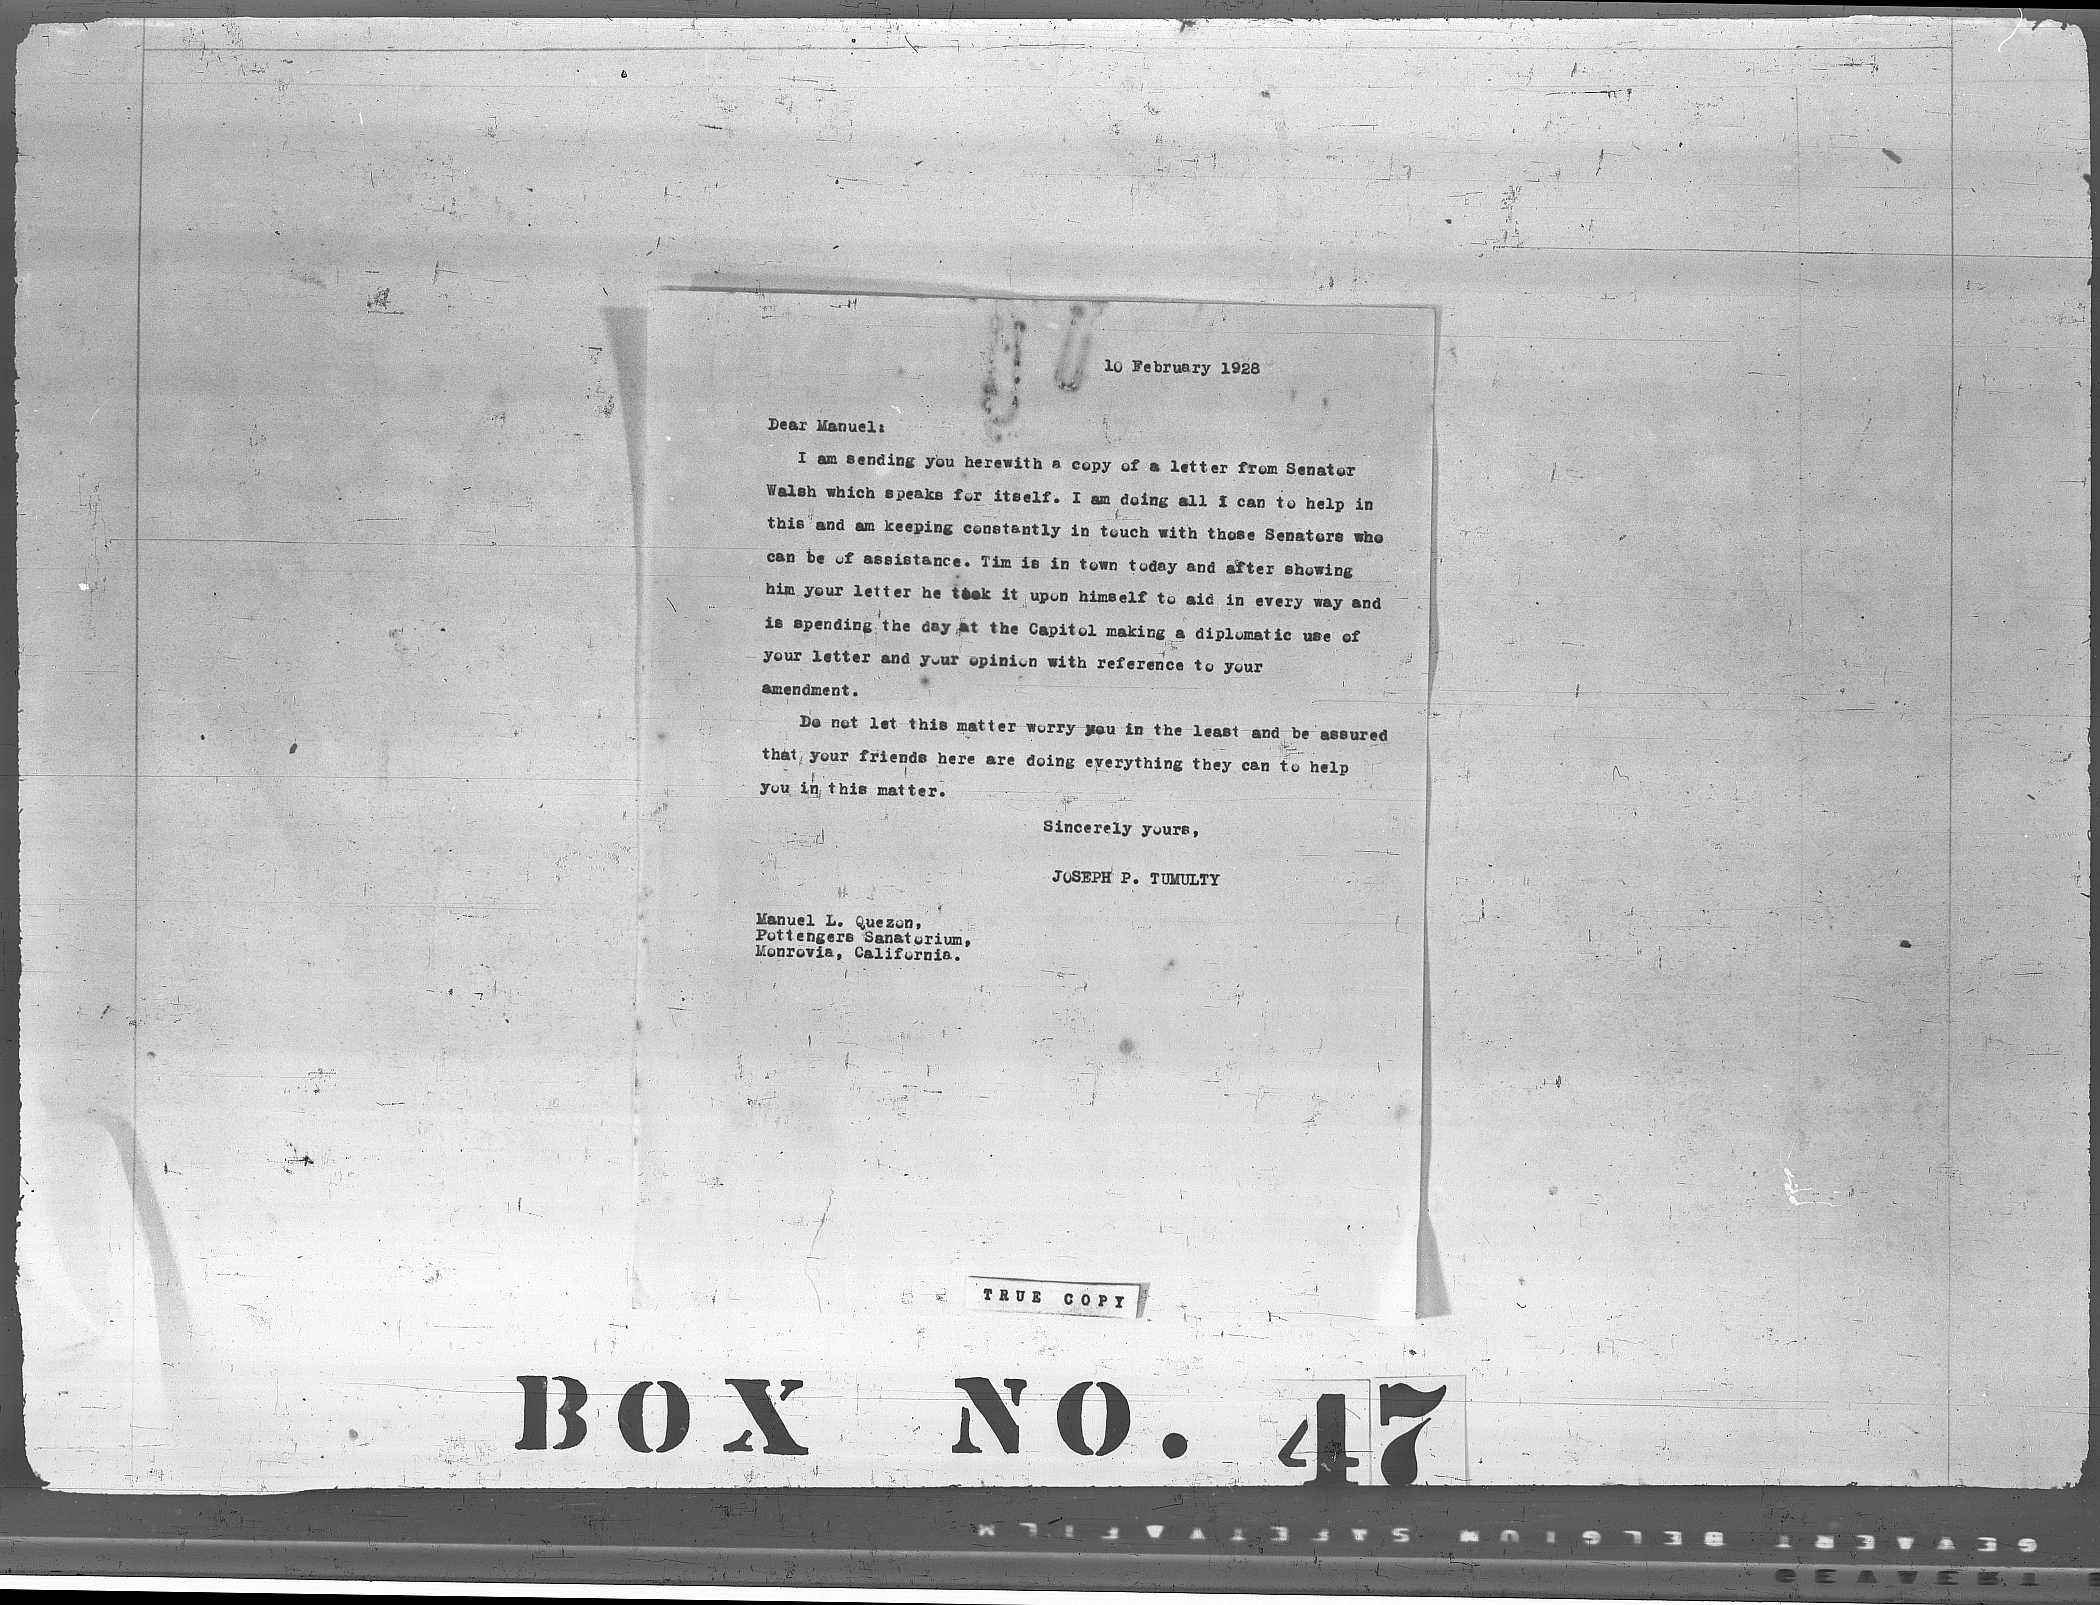 10 February 1928
Dear Manuel:
I am sending you herewith a copy of a letter from Senator
Walsh which speaks for itself. I am doing all I can to help in
this and am keeping constantly in touch with those Senators who
can be of assistance. Tim is in town today and after showing
him your letter he took it upon himself to aid in every way and
is spending the day at the Capitol making a diplomatic use of
your letter and your opinion with reference to your
amendment.
Do not let this matter worry you in the least and be assured
that your friends here are doing everything they can to help
you in this matter.
Sincerely yours,
JOSEPH P. TUMULTY
Manuel L. Quezon,
Pottengers Sanatorium,
Monrovia, California.
TRUE COPY
BOX NO. 47
GEVAERT BELGIUM SAFETY FILM
GEVAERT